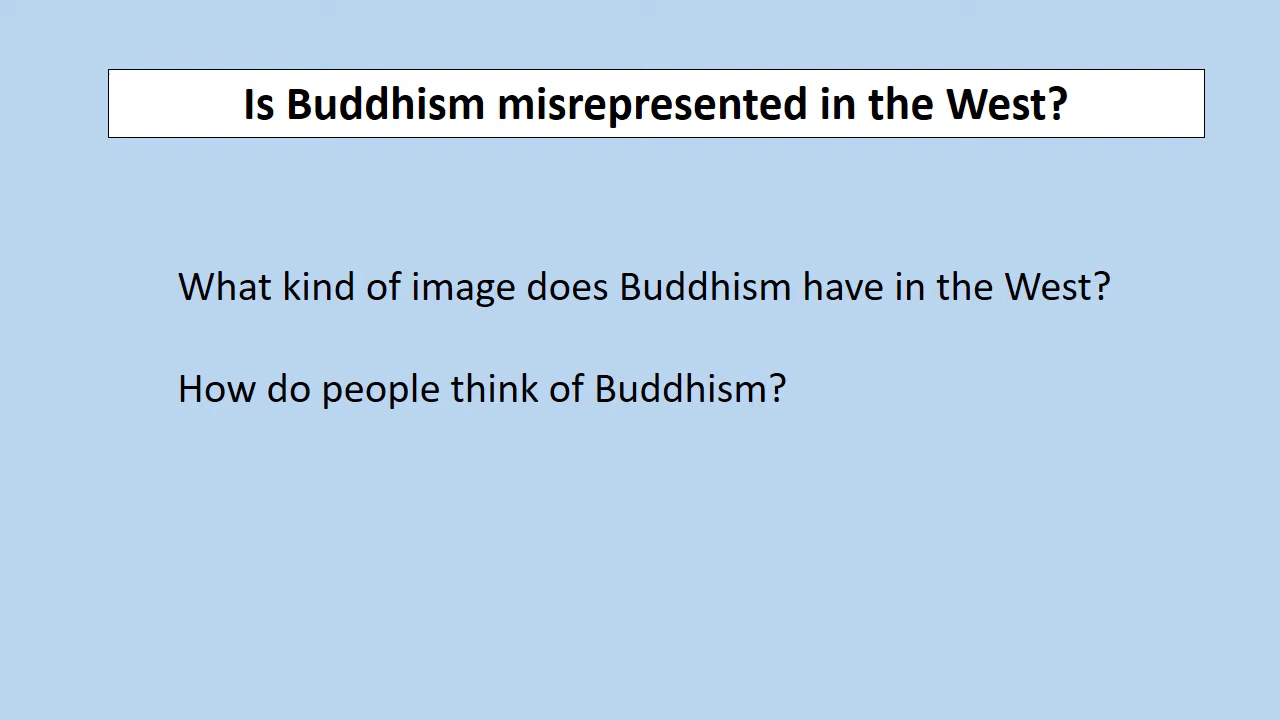 Is Buddhism misrepresented in the West?
What kind of image does Buddhism have in the West?
How do people think of Buddhism?